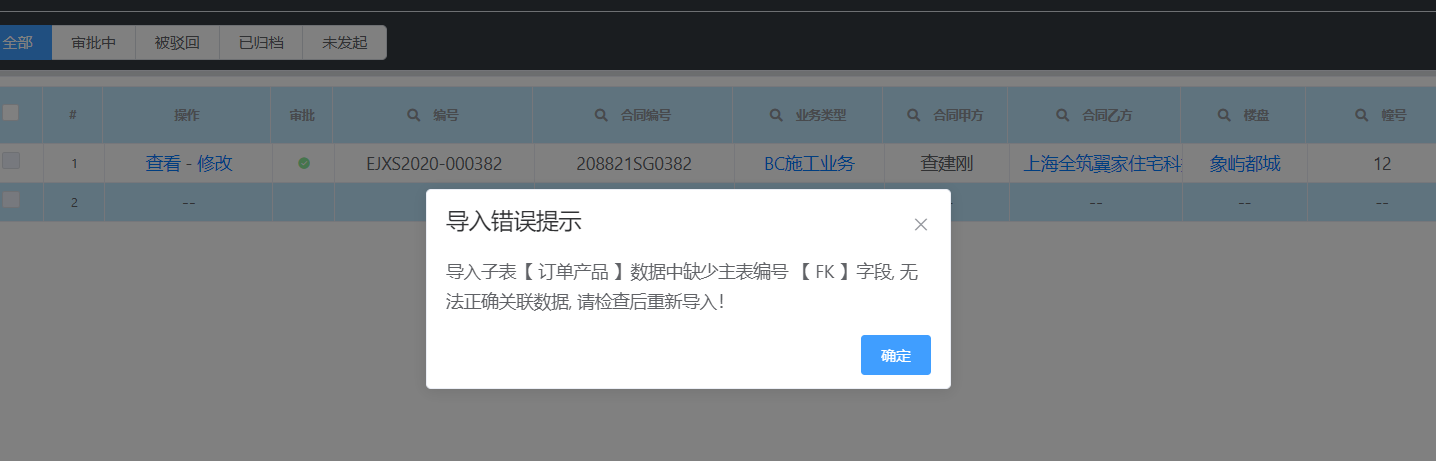 全部 审批中 被驳回 已归档 未发起
# 操作 审批 编号 合同编号 业务类型 合同甲方 合同乙方 楼盘 幢号
1 查看 - 修改 EJXS2020-000382 208821SG0382 BC施工业务 查建刚 上海全筑翼家住宅科 象屿都城 12
2 -- -- -- -- --
导入错误提示
导入子表【 订单产品 】数据中缺少主表编号 【 FK 】字段, 无
法正确关联数据, 请检查后重新导入！
确定